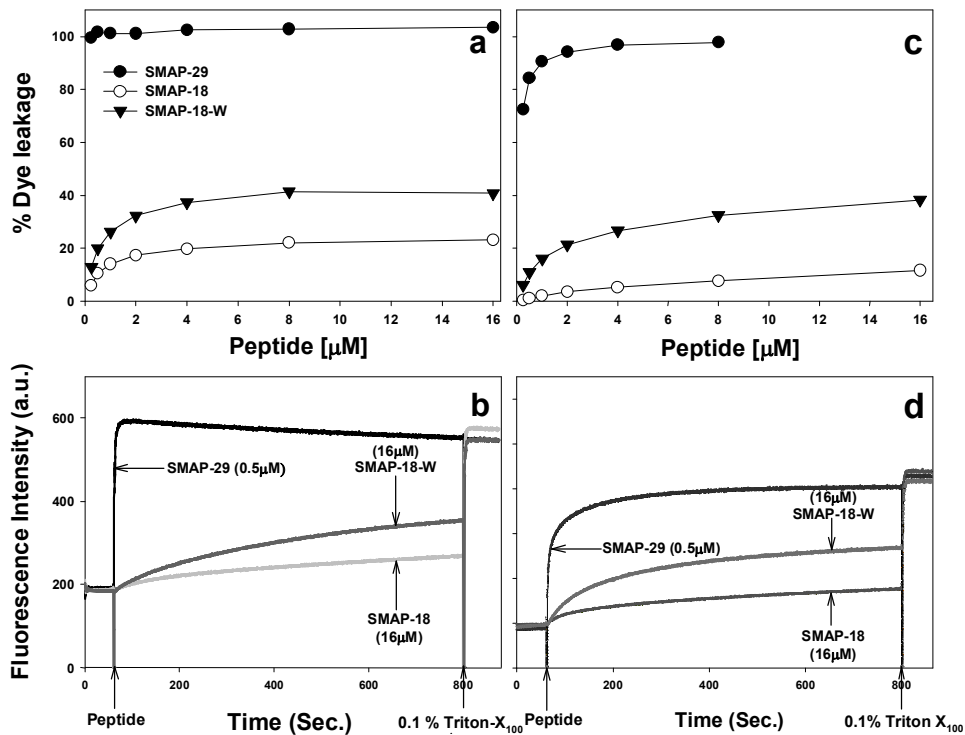 a
c
100
80
60
40
20
0
% Dye leakage
SMAP-29
SMAP-18
SMAP-18-W
0 2 4 6 8 10 12 14 16
0 2 4 6 8 10 12 14 16
Peptide [μM]
Peptide [μM]
b
d
600
400
200
0
Fluorescence Intensity (a.u.)
SMAP-29 (0.5μM)
(16μM)
SMAP-18-W
SMAP-18
(16μM)
SMAP-29 (0.5μM)
(16μM)
SMAP-18-W
SMAP-18
(16μM)
0 200 400 600 800
0 200 400 600 800
Peptide
Time (Sec.)
0.1 % Triton-X100
Peptide
Time (Sec.)
0.1% Triton X100